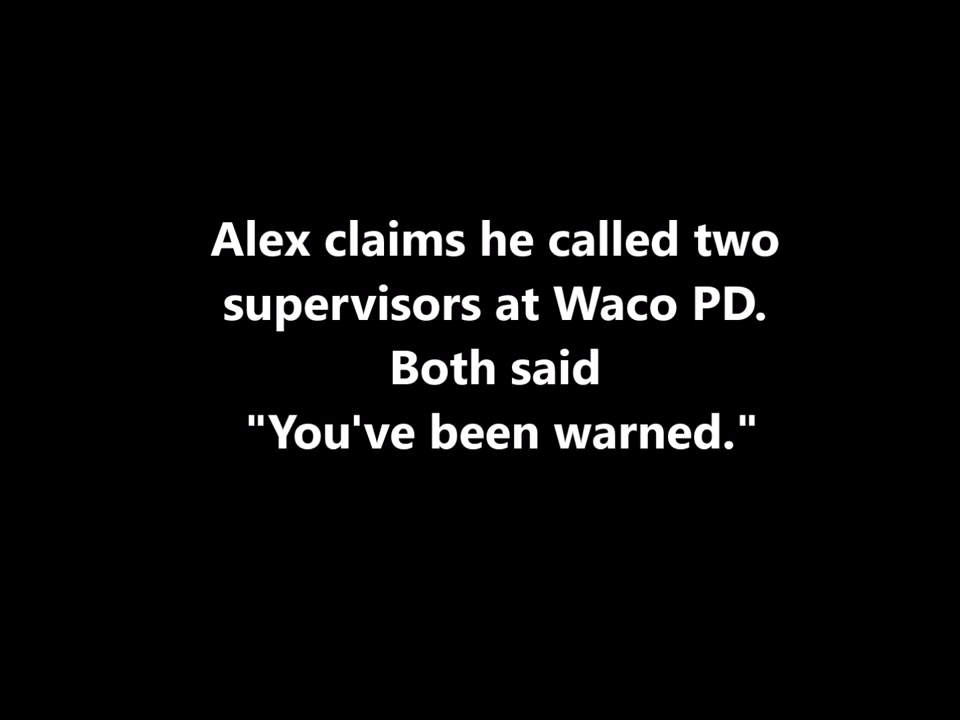 Alex claims he called two
supervisors at Waco PD.
Both said
"You've been warned."